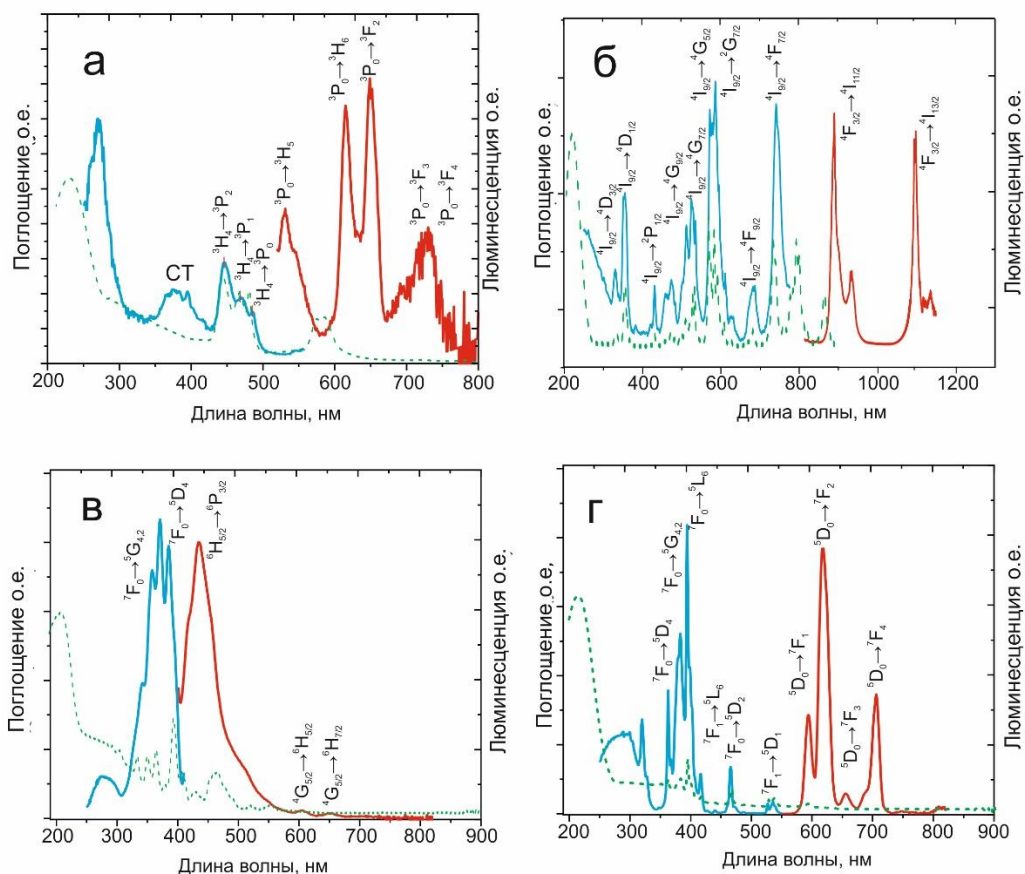 а
Поглощение о.е.
Люминесценция о.е.
CT
³H₄→³P₂
³H₄→³P₁
³H₄→³P₀
³P₀→³H₅
³P₀→³H₆
³P₀→³F₂
³P₀→³F₃
³P₀→³F₄
200 300 400 500 600 700 800
Длина волны, нм
б
Поглощение о.е.
Люминесценция о.е.
⁴I₉/₂→⁴D₃/₂
⁴I₉/₂→⁴D₁/₂
⁴I₉/₂→²P₁/₂
⁴I₉/₂→⁴G₉/₂
⁴I₉/₂→⁴G₇/₂
⁴I₉/₂→⁴G₅/₂
⁴I₉/₂→²G₇/₂
⁴I₉/₂→⁴F₉/₂
⁴I₉/₂→⁴F₇/₂
⁴F₃/₂→⁴I₁₁/₂
⁴F₃/₂→⁴I₁₃/₂
200 400 600 800 1000 1200
Длина волны, нм
в
Поглощение о.е.
Люминесценция о.е.
⁷F₀→⁵G₄,₂
⁷F₀→⁵D₄
⁶H₅/₂→⁶P₃/₂
⁴G₅/₂→⁶H₅/₂
⁴G₅/₂→⁶H₇/₂
200 300 400 500 600 700 800 900
Длина волны, нм
г
Поглощение о.е,
Люминесценция о.е.
⁷F₀→⁵D₄
⁷F₀→⁵G₄,₂
⁷F₀→⁵L₆
⁷F₁→⁵L₆
⁷F₀→⁵D₂
⁷F₁→⁵D₁
⁵D₀→⁷F₁
⁵D₀→⁷F₂
⁵D₀→⁷F₃
⁵D₀→⁷F₄
200 300 400 500 600 700 800 900
Длина волны, нм